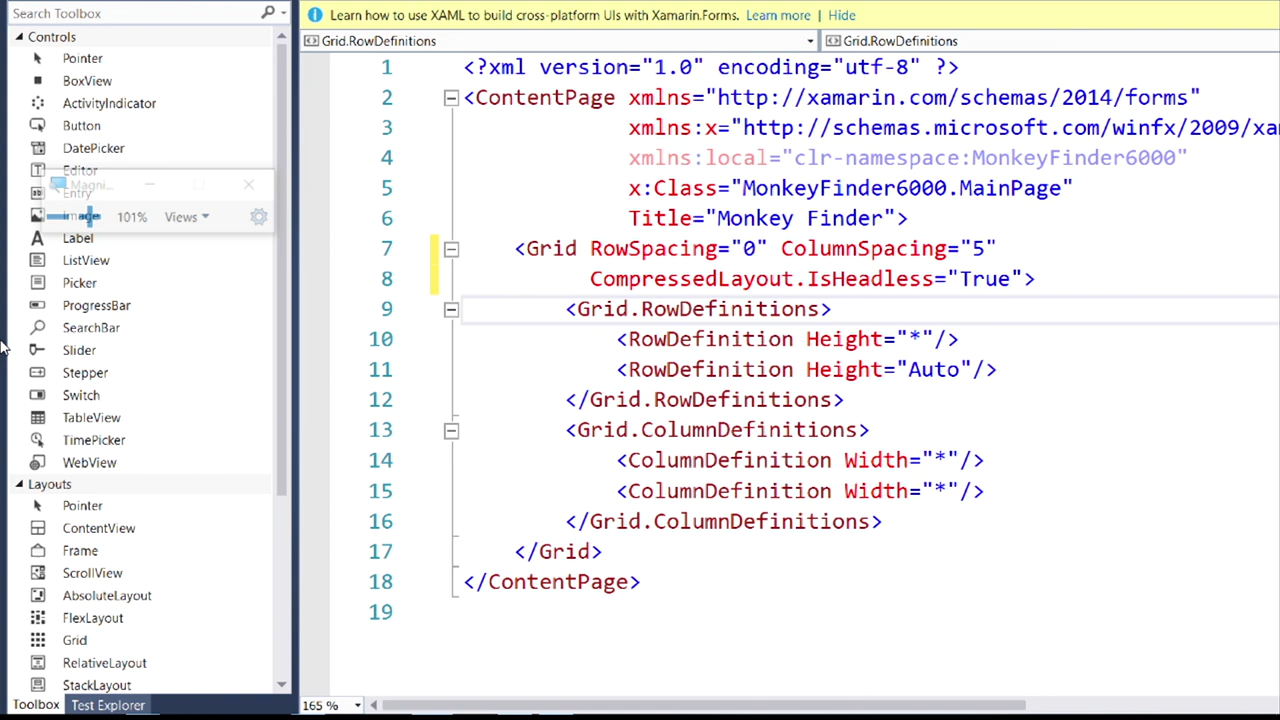 Search Toolbox
Controls
Pointer
BoxView
ActivityIndicator
Button
DatePicker
Editor
Magni...
Entry
Image
101% Views
Label
ListView
Picker
ProgressBar
SearchBar
Slider
Stepper
Switch
TableView
TimePicker
WebView
Layouts
Pointer
ContentView
Frame
ScrollView
AbsoluteLayout
FlexLayout
Grid
RelativeLayout
StackLayout
Toolbox Test Explorer
Learn how to use XAML to build cross-platform UIs with Xamarin.Forms. Learn more | Hide
Grid.RowDefinitions Grid.RowDefinitions
1 <?xml version="1.0" encoding="utf-8" ?>
2 <ContentPage xmlns="http://xamarin.com/schemas/2014/forms"
3 xmlns:x="http://schemas.microsoft.com/winfx/2009/xa
4 xmlns:local="clr-namespace:MonkeyFinder6000"
5 x:Class="MonkeyFinder6000.MainPage"
6 Title="Monkey Finder">
7 <Grid RowSpacing="0" ColumnSpacing="5"
8 CompressedLayout.IsHeadless="True">
9 <Grid.RowDefinitions>
10 <RowDefinition Height="*"/>
11 <RowDefinition Height="Auto"/>
12 </Grid.RowDefinitions>
13 <Grid.ColumnDefinitions>
14 <ColumnDefinition Width="*"/>
15 <ColumnDefinition Width="*"/>
16 </Grid.ColumnDefinitions>
17 </Grid>
18 </ContentPage>
19
165 %